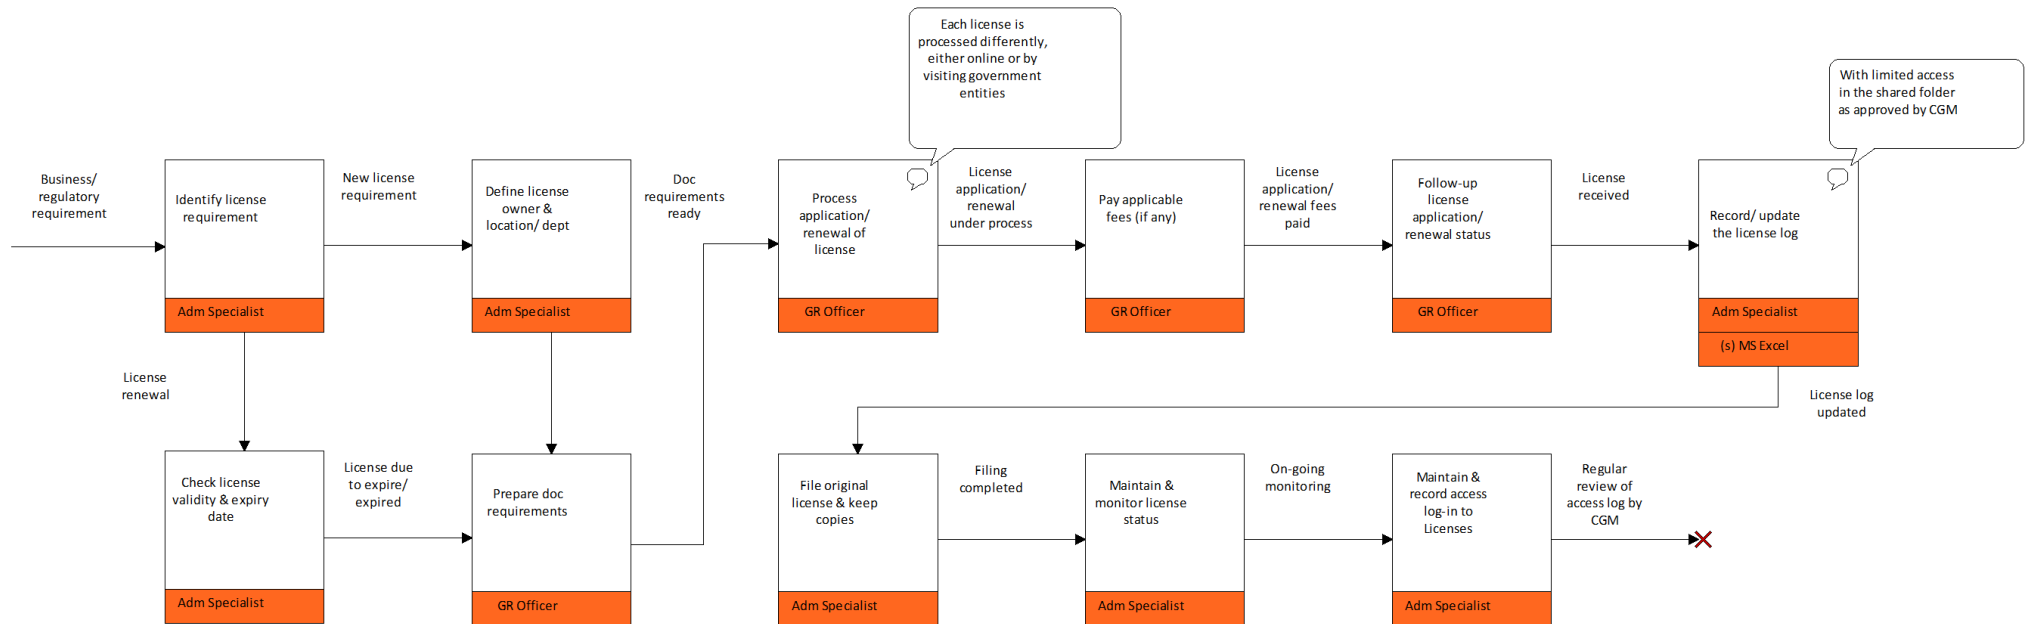 Each license is
processed differently,
either online or by
visiting government
entities
With limited access
in the shared folder
as approved by CGM
Business/
regulatory
requirement
Identify license
requirement
Adm Specialist
New license
requirement
Define license
owner &
location/ dept
Adm Specialist
Doc
requirements
ready
Process
application/
renewal of
license
GR Officer
License
application/
renewal
under process
Pay applicable
fees (if any)
GR Officer
License
application/
renewal fees
paid
Follow-up
license
application/
renewal status
GR Officer
License
received
Record/ update
the license log
Adm Specialist
(s) MS Excel
License
renewal
License log
updated
Check license
validity & expiry
date
Adm Specialist
License due
to expire/
expired
Prepare doc
requirements
GR Officer
File original
license & keep
copies
Adm Specialist
Filing
completed
Maintain &
monitor license
status
Adm Specialist
On-going
monitoring
Maintain &
record access
log-in to
Licenses
Adm Specialist
Regular
review of
access log by
CGM